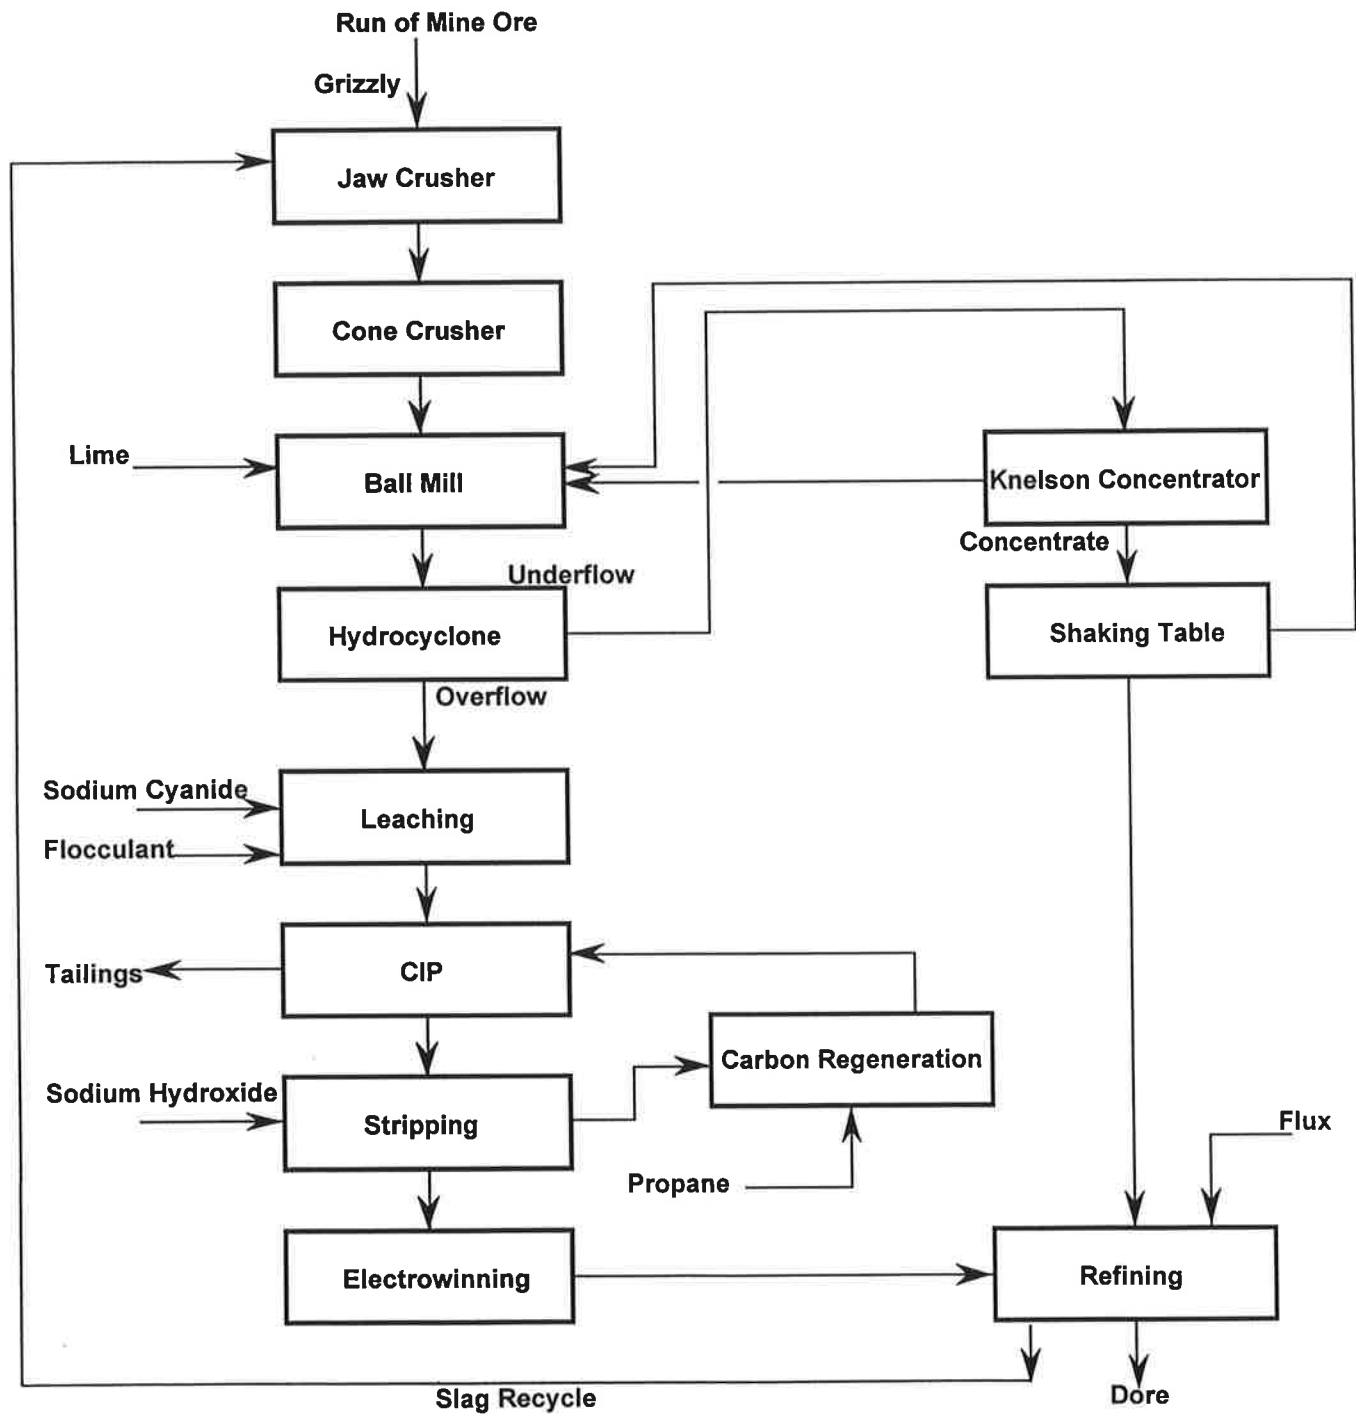 Run of Mine Ore
Grizzly
Jaw Crusher
Cone Crusher
Lime
Ball Mill
Knelson Concentrator
Concentrate
Underflow
Hydrocyclone
Shaking Table
Overflow
Sodium Cyanide
Leaching
Flocculant
Tailings
CIP
Carbon Regeneration
Sodium Hydroxide
Stripping
Flux
Propane
Electrowinning
Refining
Slag Recycle
Dore